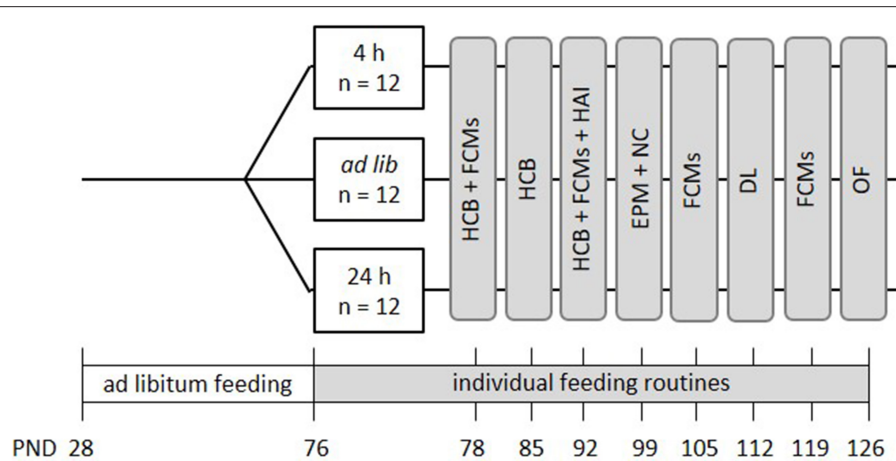 4 h
n = 12
ad lib
n = 12
24 h
n = 12
HCB + FCMs
HCB
HCB + FCMs + HAI
EPM + NC
FCMs
DL
FCMs
OF
ad libitum feeding
individual feeding routines
PND 28 76 78 85 92 99 105 112 119 126